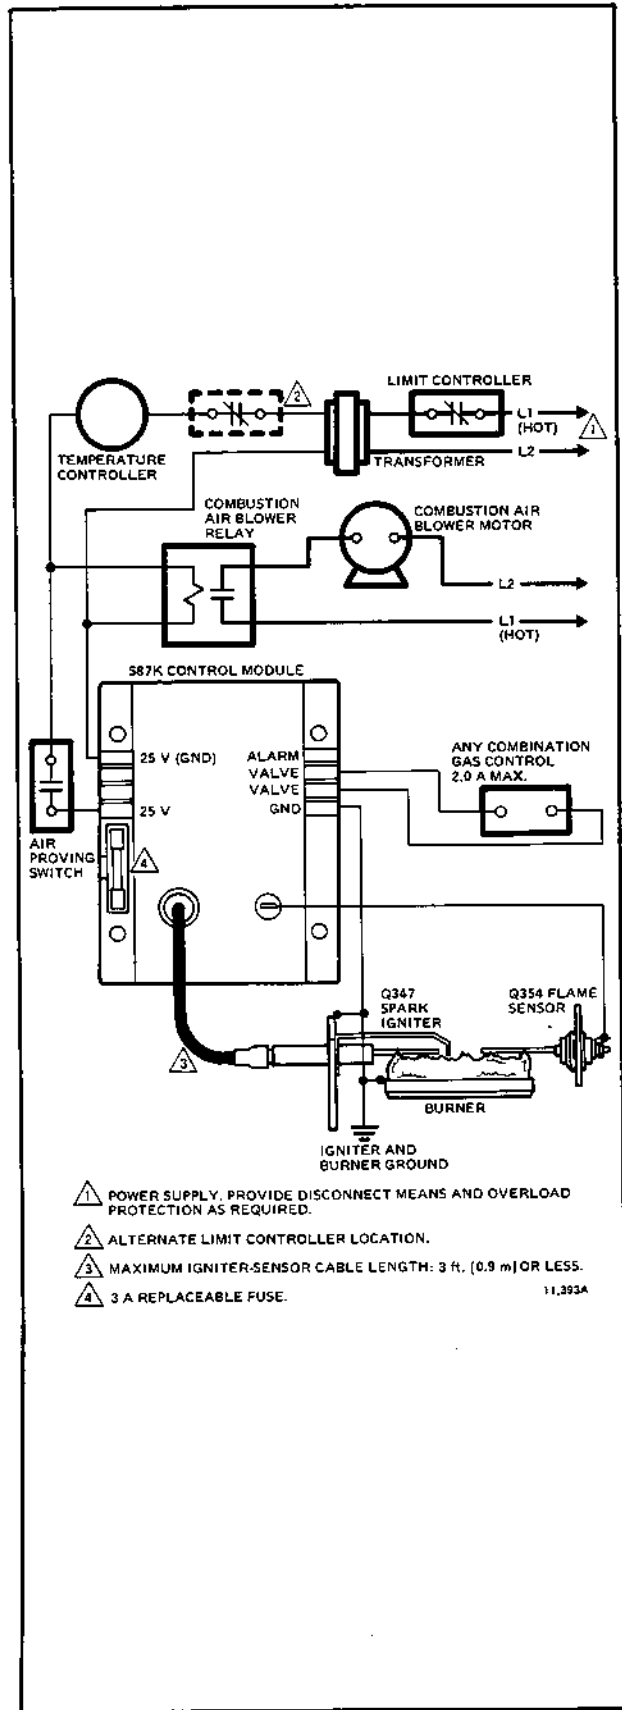 2
LIMIT CONTROLLER
L1
(HOT)
1
TEMPERATURE
CONTROLLER
TRANSFORMER
L2
COMBUSTION
AIR BLOWER
RELAY
COMBUSTION AIR
BLOWER MOTOR
L2
L1
(HOT)
S87K CONTROL MODULE
25 V (GND)
25 V
ALARM
VALVE
VALVE
GND
ANY COMBINATION
GAS CONTROL
2.0 A MAX.
AIR
PROVING
SWITCH
4
Q347
SPARK
IGNITER
Q354 FLAME
SENSOR
3
BURNER
IGNITER AND
BURNER GROUND
1 POWER SUPPLY. PROVIDE DISCONNECT MEANS AND OVERLOAD
PROTECTION AS REQUIRED.
2 ALTERNATE LIMIT CONTROLLER LOCATION.
3 MAXIMUM IGNITER-SENSOR CABLE LENGTH: 3 ft. (0.9 m) OR LESS.
4 3 A REPLACEABLE FUSE.
11,393A